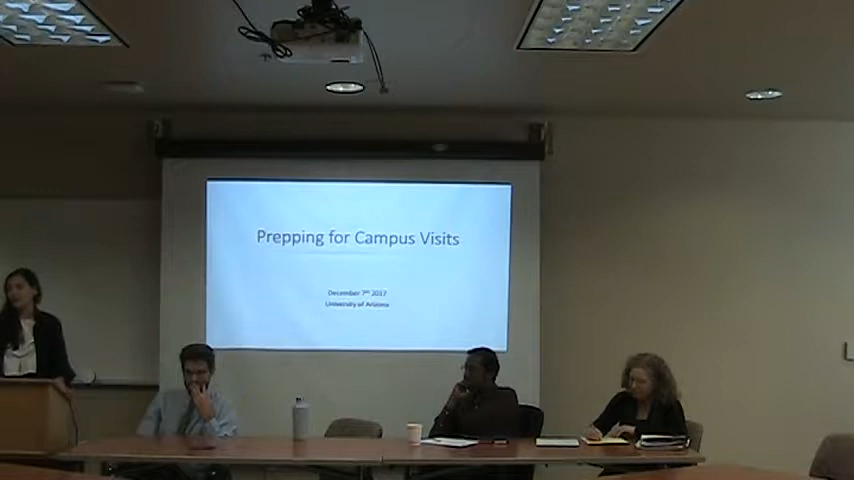 Prepping for Campus Visits
December 7th 2017
University of Arizona